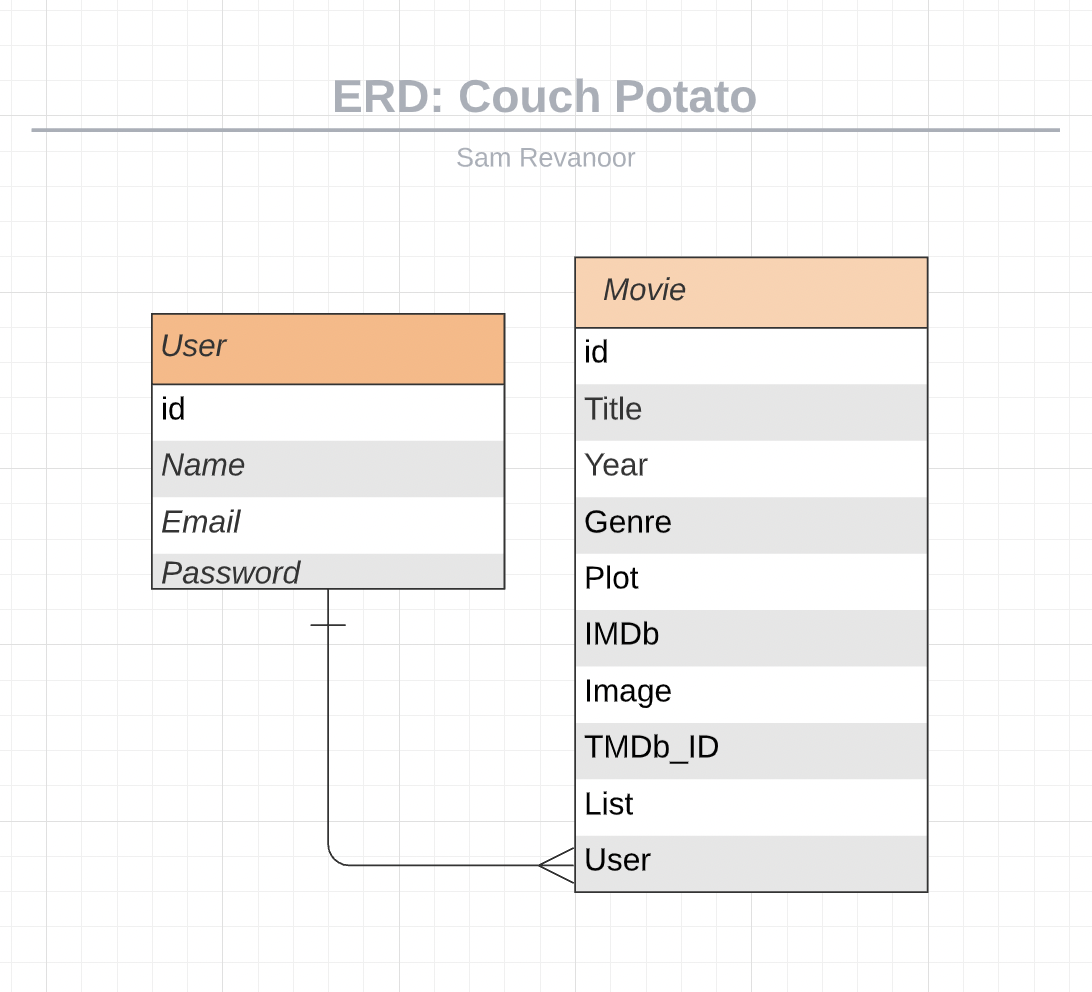 ERD: Couch Potato
Sam Revanoor
User
id
Name
Email
Password
Movie
id
Title
Year
Genre
Plot
IMDb
Image
TMDb_ID
List
User